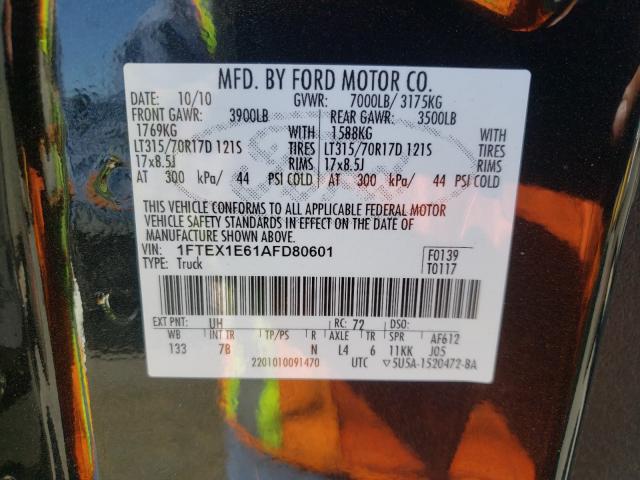 MFD. BY FORD MOTOR CO.
DATE: 10/10 GVWR: 7000LB/ 3175KG
FRONT GAWR: 3900LB REAR GAWR: 3500LB
1769KG WITH 1588KG WITH
LT315/70R17D 121S TIRES LT315/70R17D 121S TIRES
17x8.5J RIMS 17x8.5J RIMS
AT 300 kPa/ 44 PSI COLD AT 300 kPa/ 44 PSI COLD
THIS VEHICLE CONFORMS TO ALL APPLICABLE FEDERAL MOTOR
VEHICLE SAFETY STANDARDS IN EFFECT ON THE DATE OF
MANUFACTURE SHOWN ABOVE.
VIN: 1FTEX1E61AFD80601 F0139
TYPE: Truck T0117
EXT PNT: UH RC: 72 DSO:
WB INT TR TP/PS R AXLE TR SPR AF612
133 7B N L4 6 11KK J05
2201010091470 UTC ▽5U5A-1520472-BA